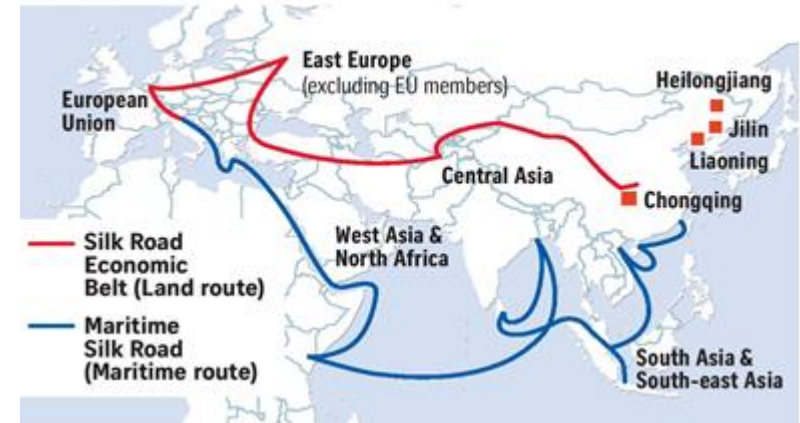 East Europe
(excluding EU members)
European
Union
Heilongjiang
Jilin
Liaoning
Central Asia
Chongqing
West Asia &
North Africa
Silk Road
Economic
Belt (Land route)
Maritime
Silk Road
(Maritime route)
South Asia &
South-east Asia